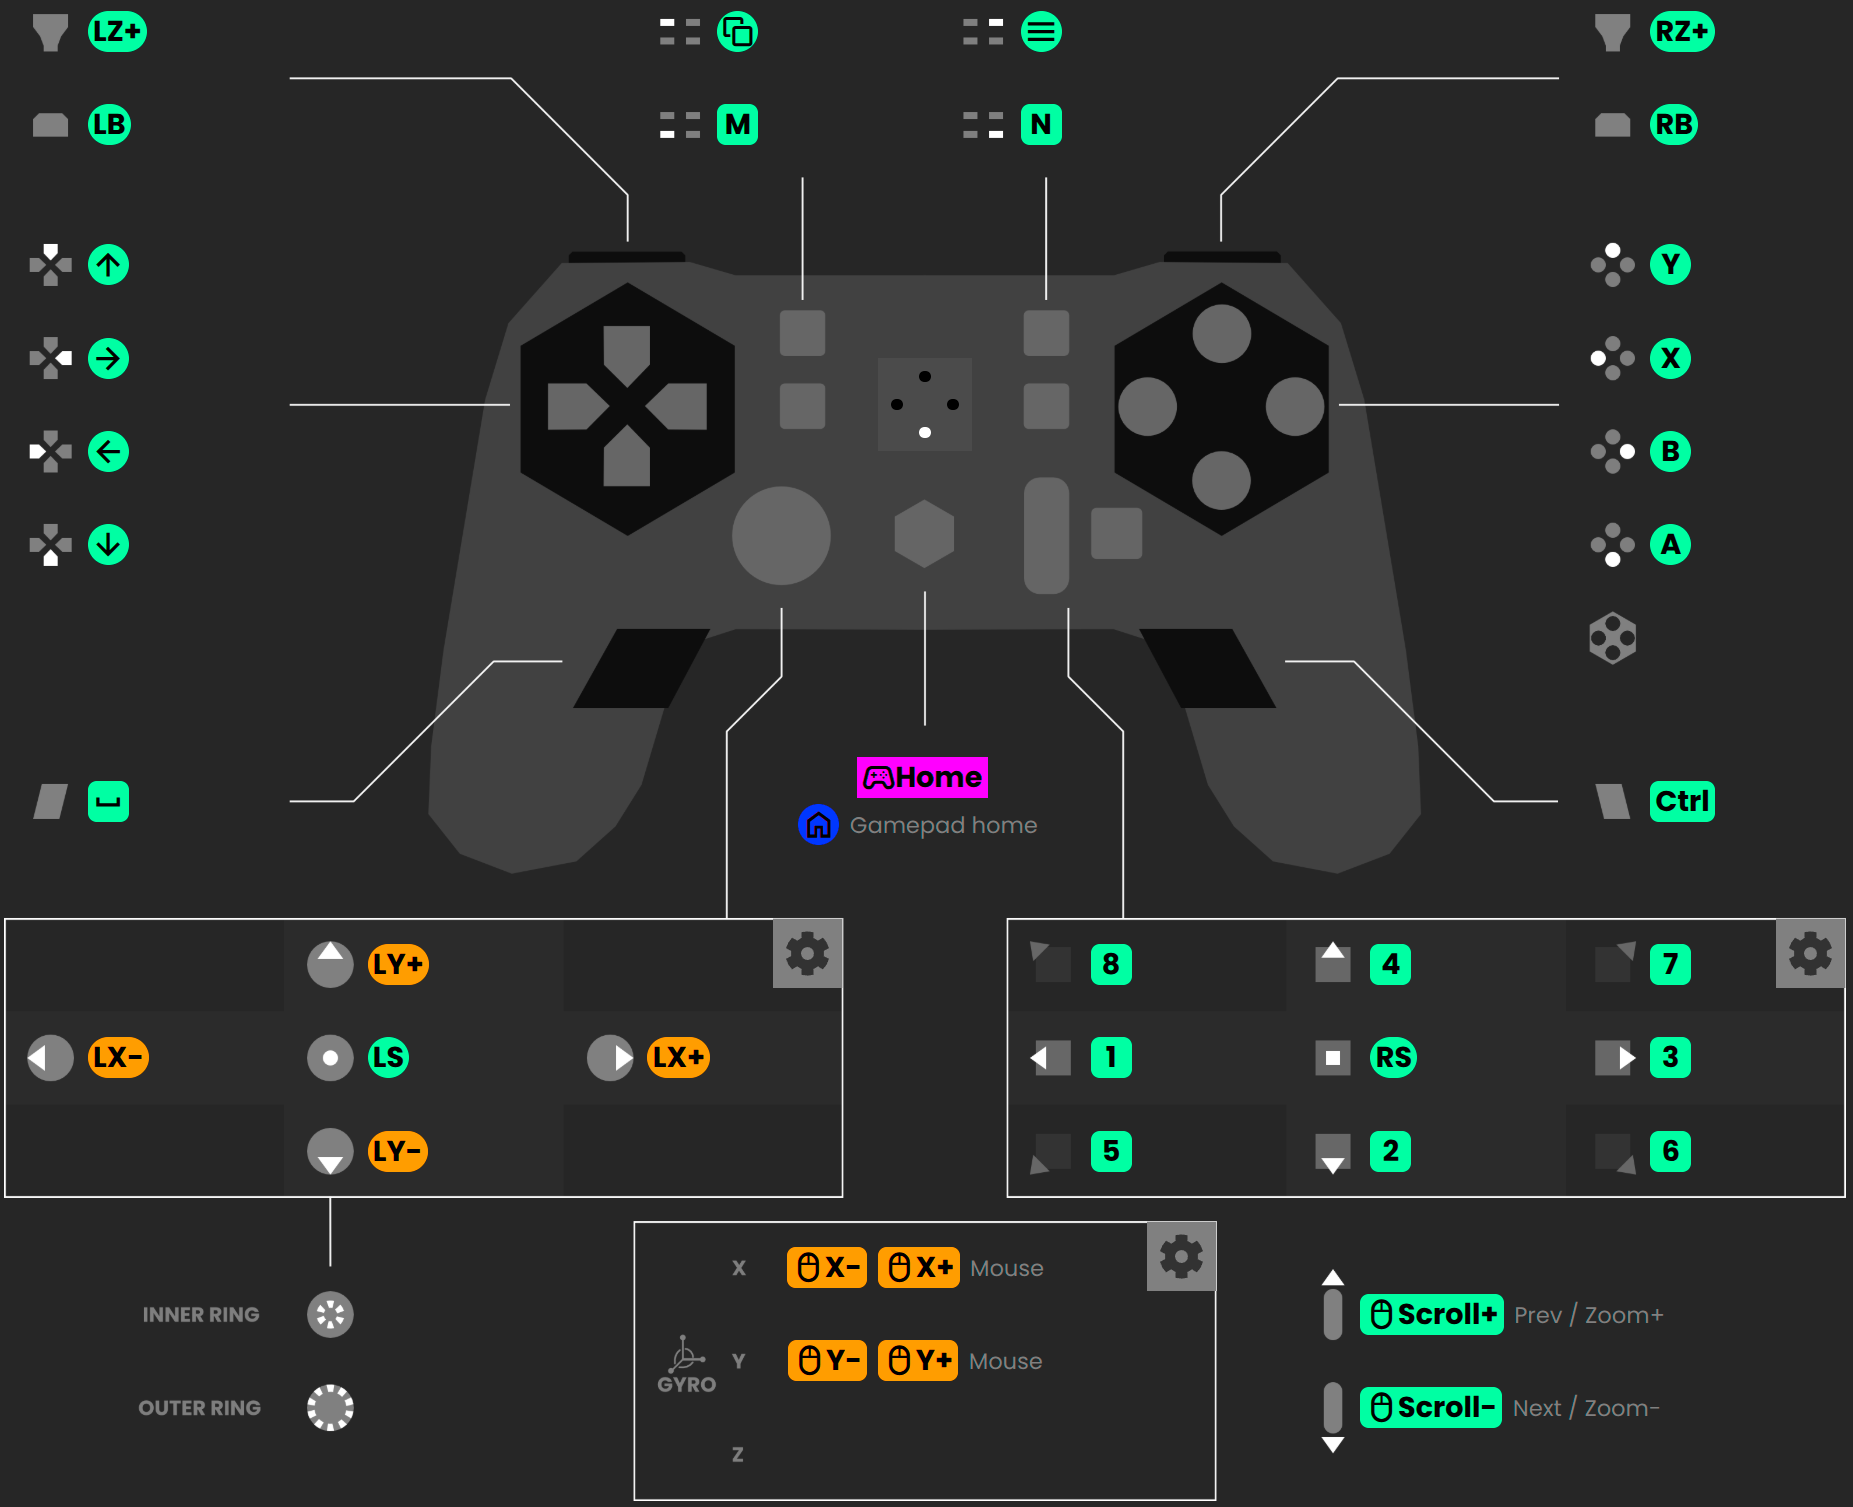 LZ+
RZ+
LB
M
N
RB
Y
X
B
A
Home
Gamepad home
Ctrl
LY+
8
4
7
LX-
LS
LX+
1
RS
3
LY-
5
2
6
X
X-
X+
Mouse
INNER RING
Scroll+
Prev / Zoom+
Y
Y-
Y+
Mouse
GYRO
OUTER RING
Scroll-
Next / Zoom-
Z